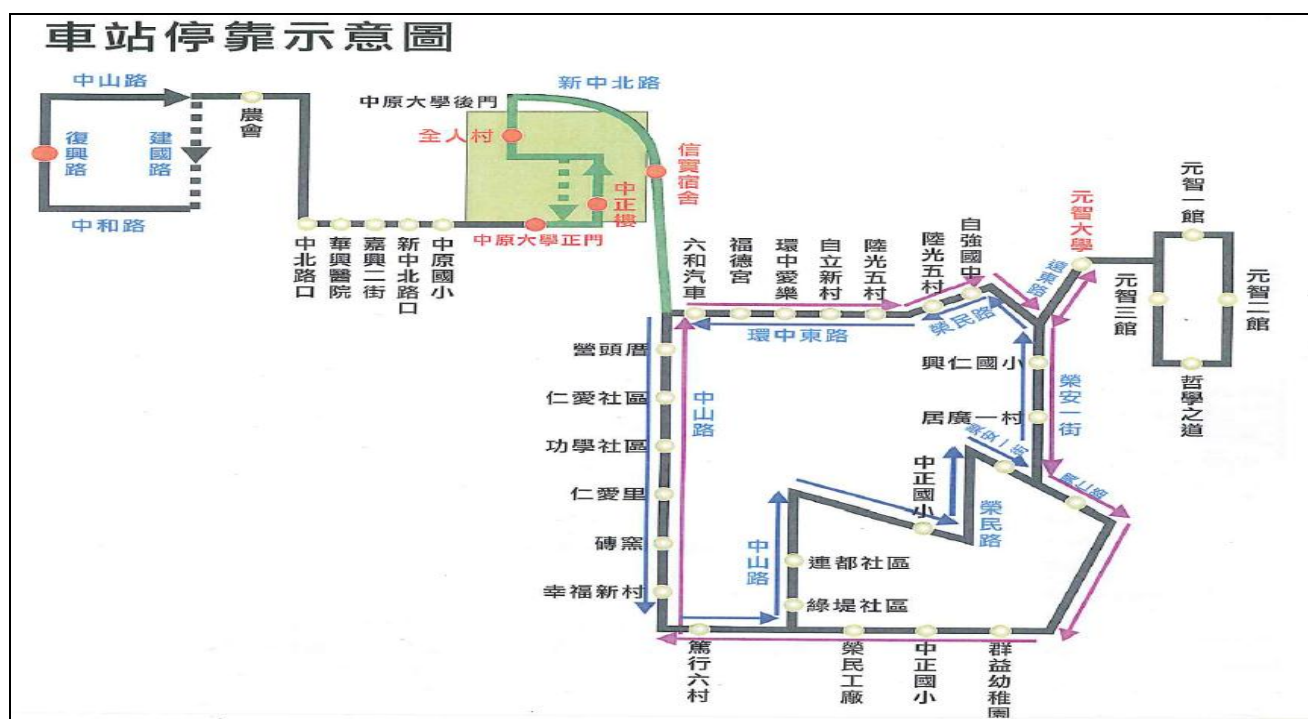 車站停靠示意圖
中山路
復興路
建國路
中和路
農會
中北路口
華興醫院
嘉興二街
新中北路口
中原國小
中原大學後門
新中北路
全人村
中正樓
中原大學正門
信實宿舍
六和汽車
福德宮
環中愛樂
自立新村
陸光五村
陸光五村
自強國中
環中東路
榮民路
遠東路
元智大學
元智一館
元智三館
元智二館
哲學之道
興仁國小
居廣一村
榮安一街
營頭厝
仁愛社區
功學社區
仁愛里
磚窯
幸福新村
中山路
中正國小
榮民路
中山路
連都社區
綠堤社區
篤行六村
榮民工廠
中正國小
群益幼稚園